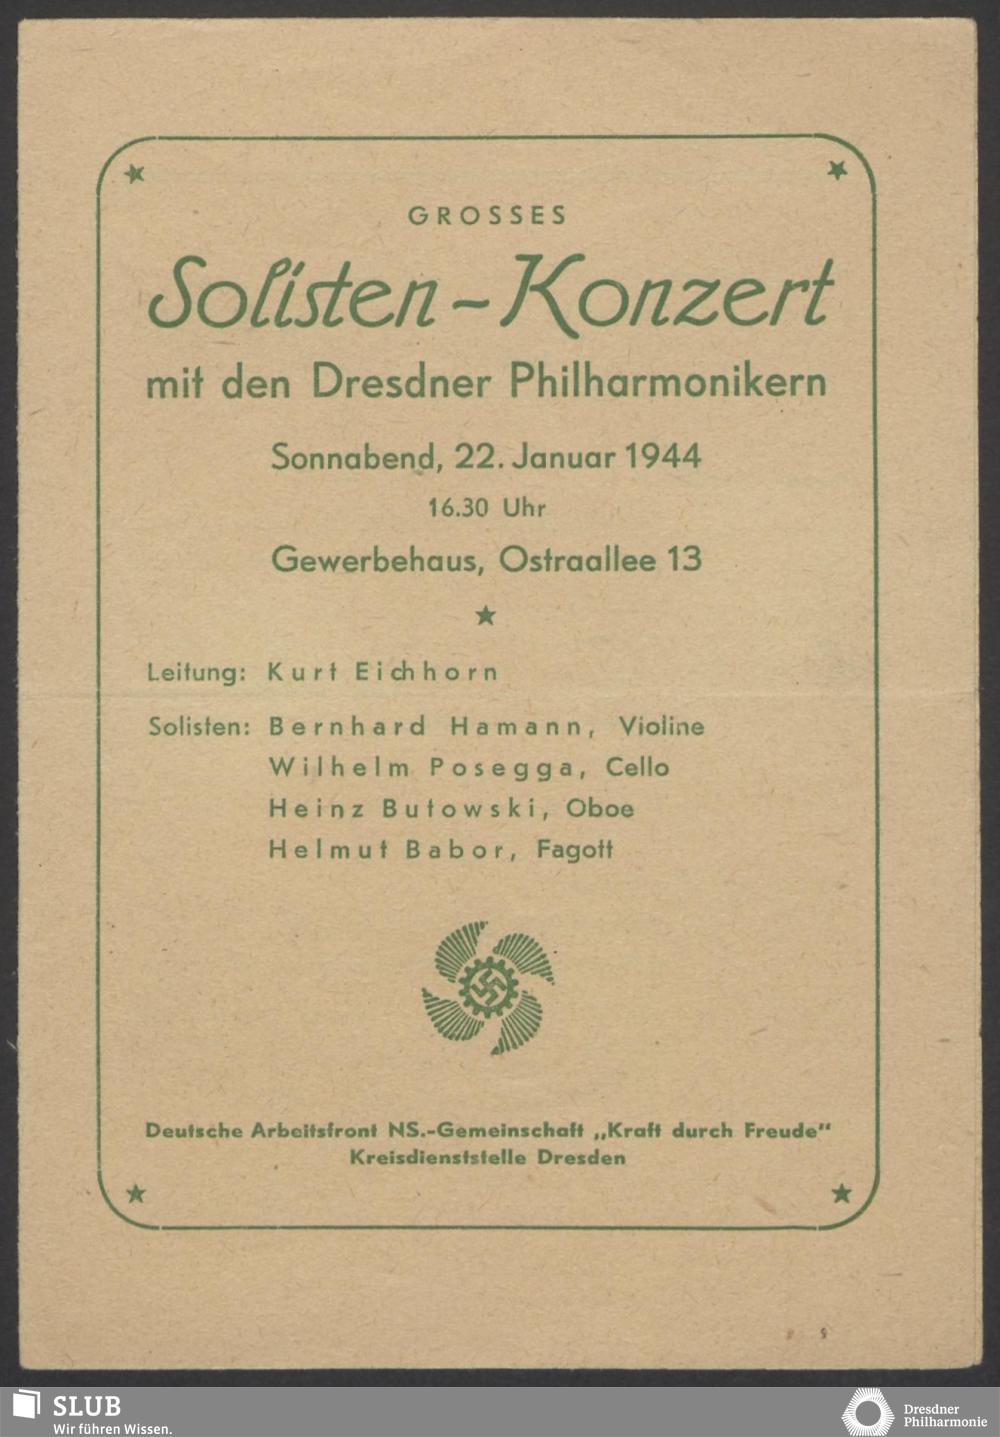 GROSSES
Solisten-Konzert
mit den Dresdner Philharmonikern
Sonnabend, 22. Januar 1944
16.30 Uhr
Gewerbehaus, Ostraallee 13
Leitung: Kurt Eichhorn
Solisten: Bernhard Hamann, Violine
Wilhelm Posegga, Cello
Heinz Butowski, Oboe
Helmut Babor, Fagott
Deutsche Arbeitsfront NS.-Gemeinschaft „Kraft durch Freude"
Kreisdienststelle Dresden
SLUB
Wir führen Wissen.
Dresdner
Philharmonie